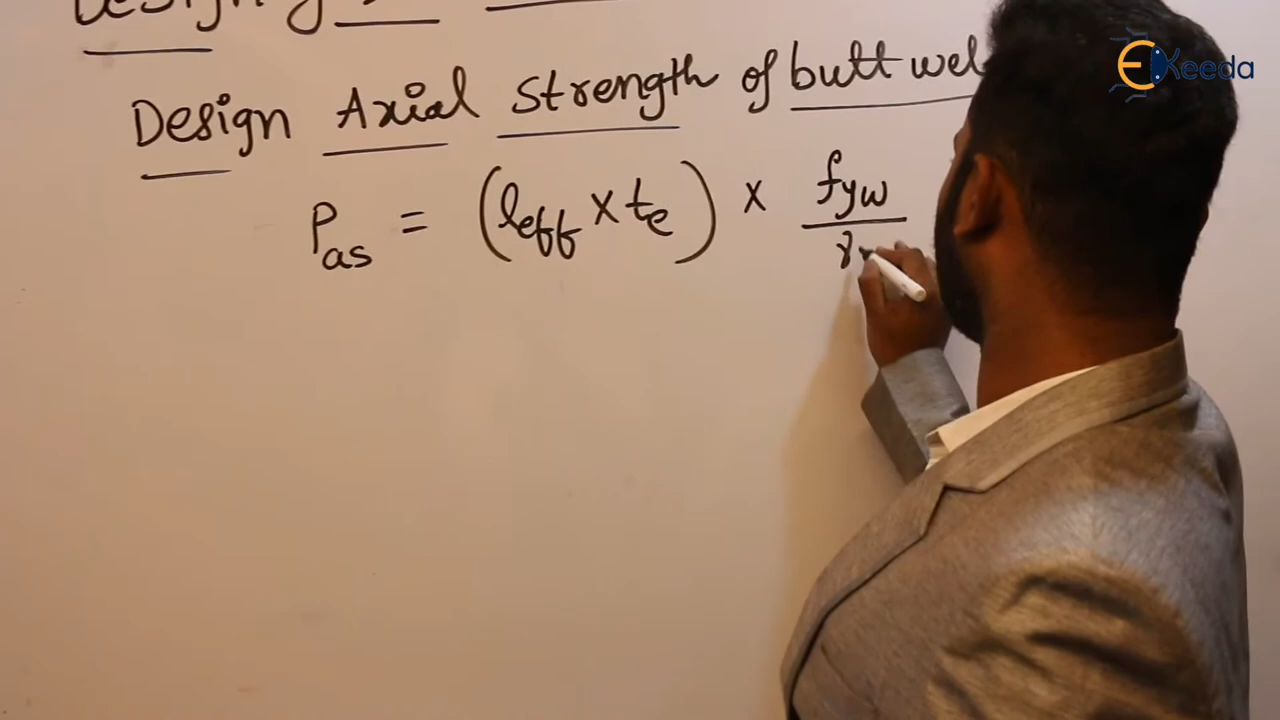 Design Axial Strength of butt wel
Pas = (leff × te) × fyw / γ
EKeeda